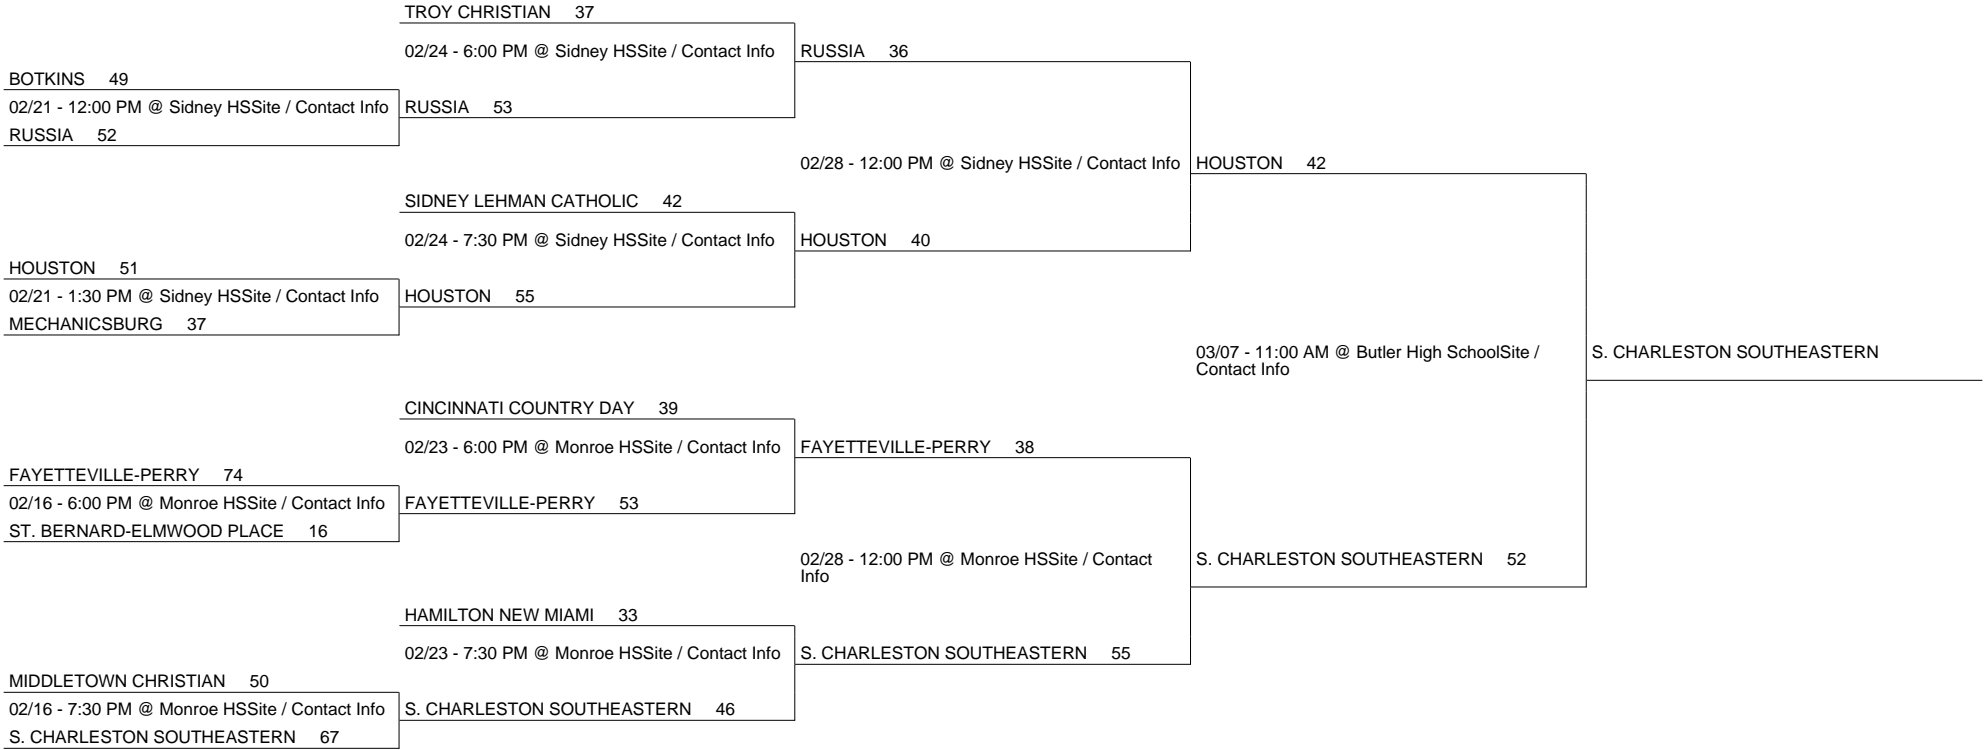 TROY CHRISTIAN 37
02/24 - 6:00 PM @ Sidney HSSite / Contact Info
RUSSIA 36
BOTKINS 49
02/21 - 12:00 PM @ Sidney HSSite / Contact Info
RUSSIA 53
RUSSIA 52
02/28 - 12:00 PM @ Sidney HSSite / Contact Info
HOUSTON 42
SIDNEY LEHMAN CATHOLIC 42
02/24 - 7:30 PM @ Sidney HSSite / Contact Info
HOUSTON 40
HOUSTON 51
02/21 - 1:30 PM @ Sidney HSSite / Contact Info
HOUSTON 55
MECHANICSBURG 37
03/07 - 11:00 AM @ Butler High SchoolSite /
Contact Info
S. CHARLESTON SOUTHEASTERN
CINCINNATI COUNTRY DAY 39
02/23 - 6:00 PM @ Monroe HSSite / Contact Info
FAYETTEVILLE-PERRY 38
FAYETTEVILLE-PERRY 74
02/16 - 6:00 PM @ Monroe HSSite / Contact Info
FAYETTEVILLE-PERRY 53
ST. BERNARD-ELMWOOD PLACE 16
02/28 - 12:00 PM @ Monroe HSSite / Contact
Info
S. CHARLESTON SOUTHEASTERN 52
HAMILTON NEW MIAMI 33
02/23 - 7:30 PM @ Monroe HSSite / Contact Info
S. CHARLESTON SOUTHEASTERN 55
MIDDLETOWN CHRISTIAN 50
02/16 - 7:30 PM @ Monroe HSSite / Contact Info
S. CHARLESTON SOUTHEASTERN 46
S. CHARLESTON SOUTHEASTERN 67